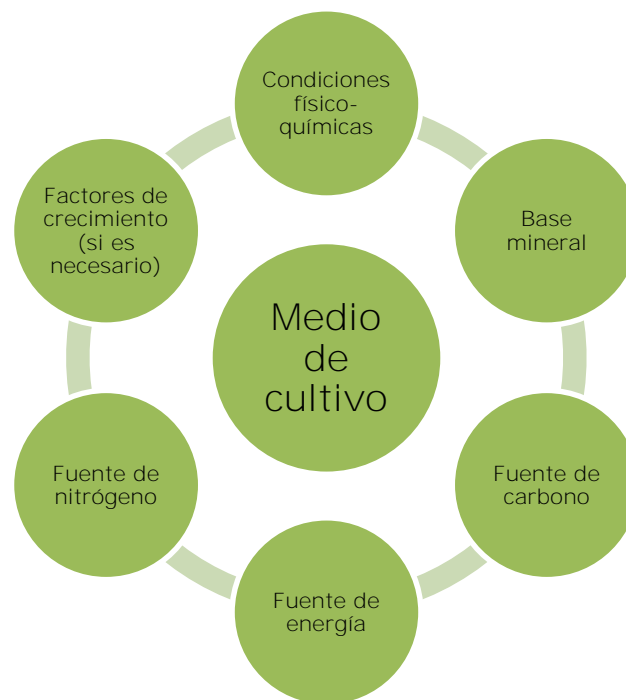 Condiciones
físico-
químicas
Base
mineral
Fuente de
carbono
Fuente de
energía
Fuente de
nitrógeno
Factores de
crecimiento
(si es
necesario)
Medio
de
cultivo